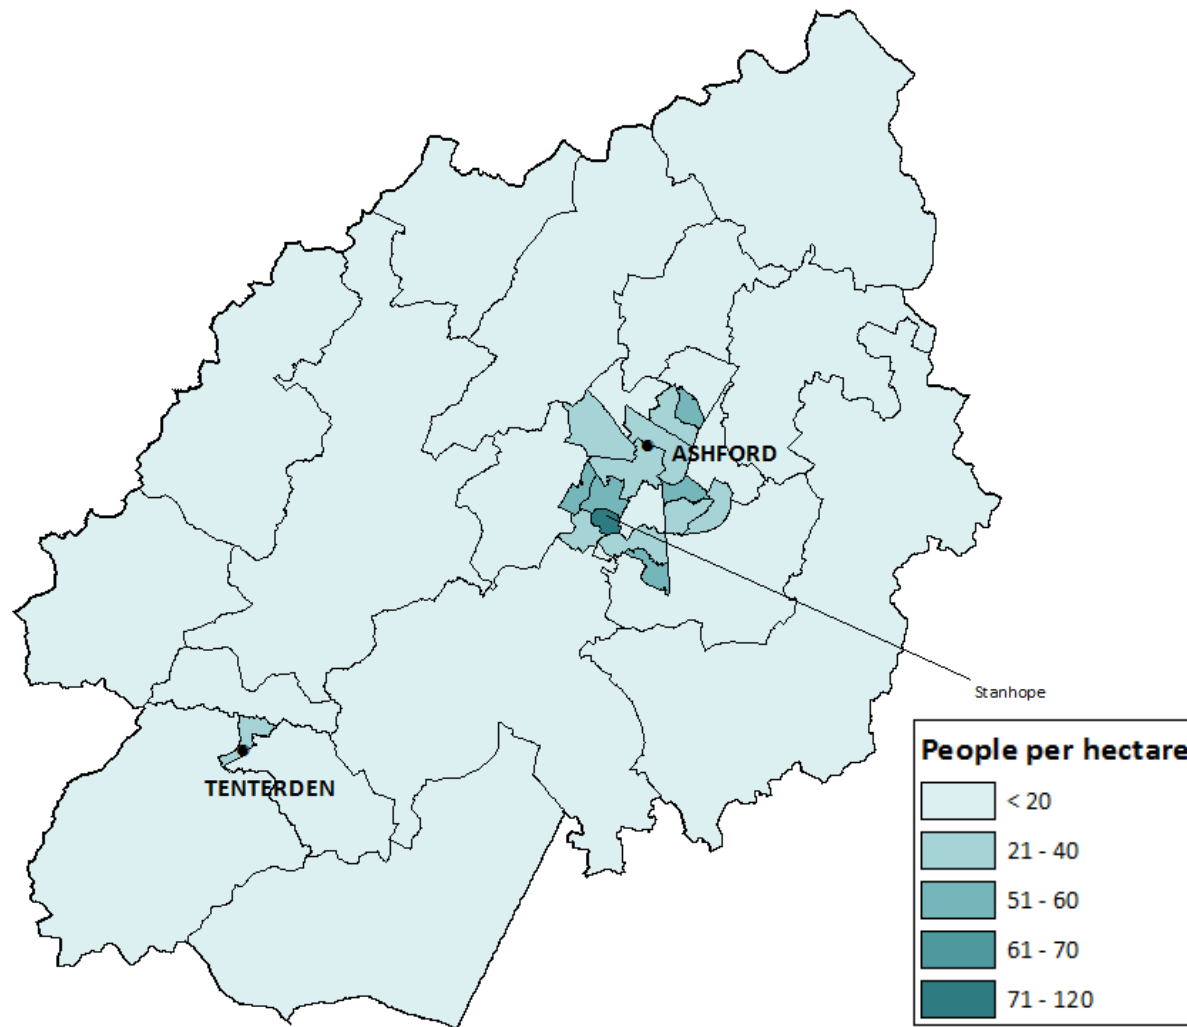 ASHFORD
Stanhope
TENTERDEN
People per hectare
< 20
21 - 40
51 - 60
61 - 70
71 - 120